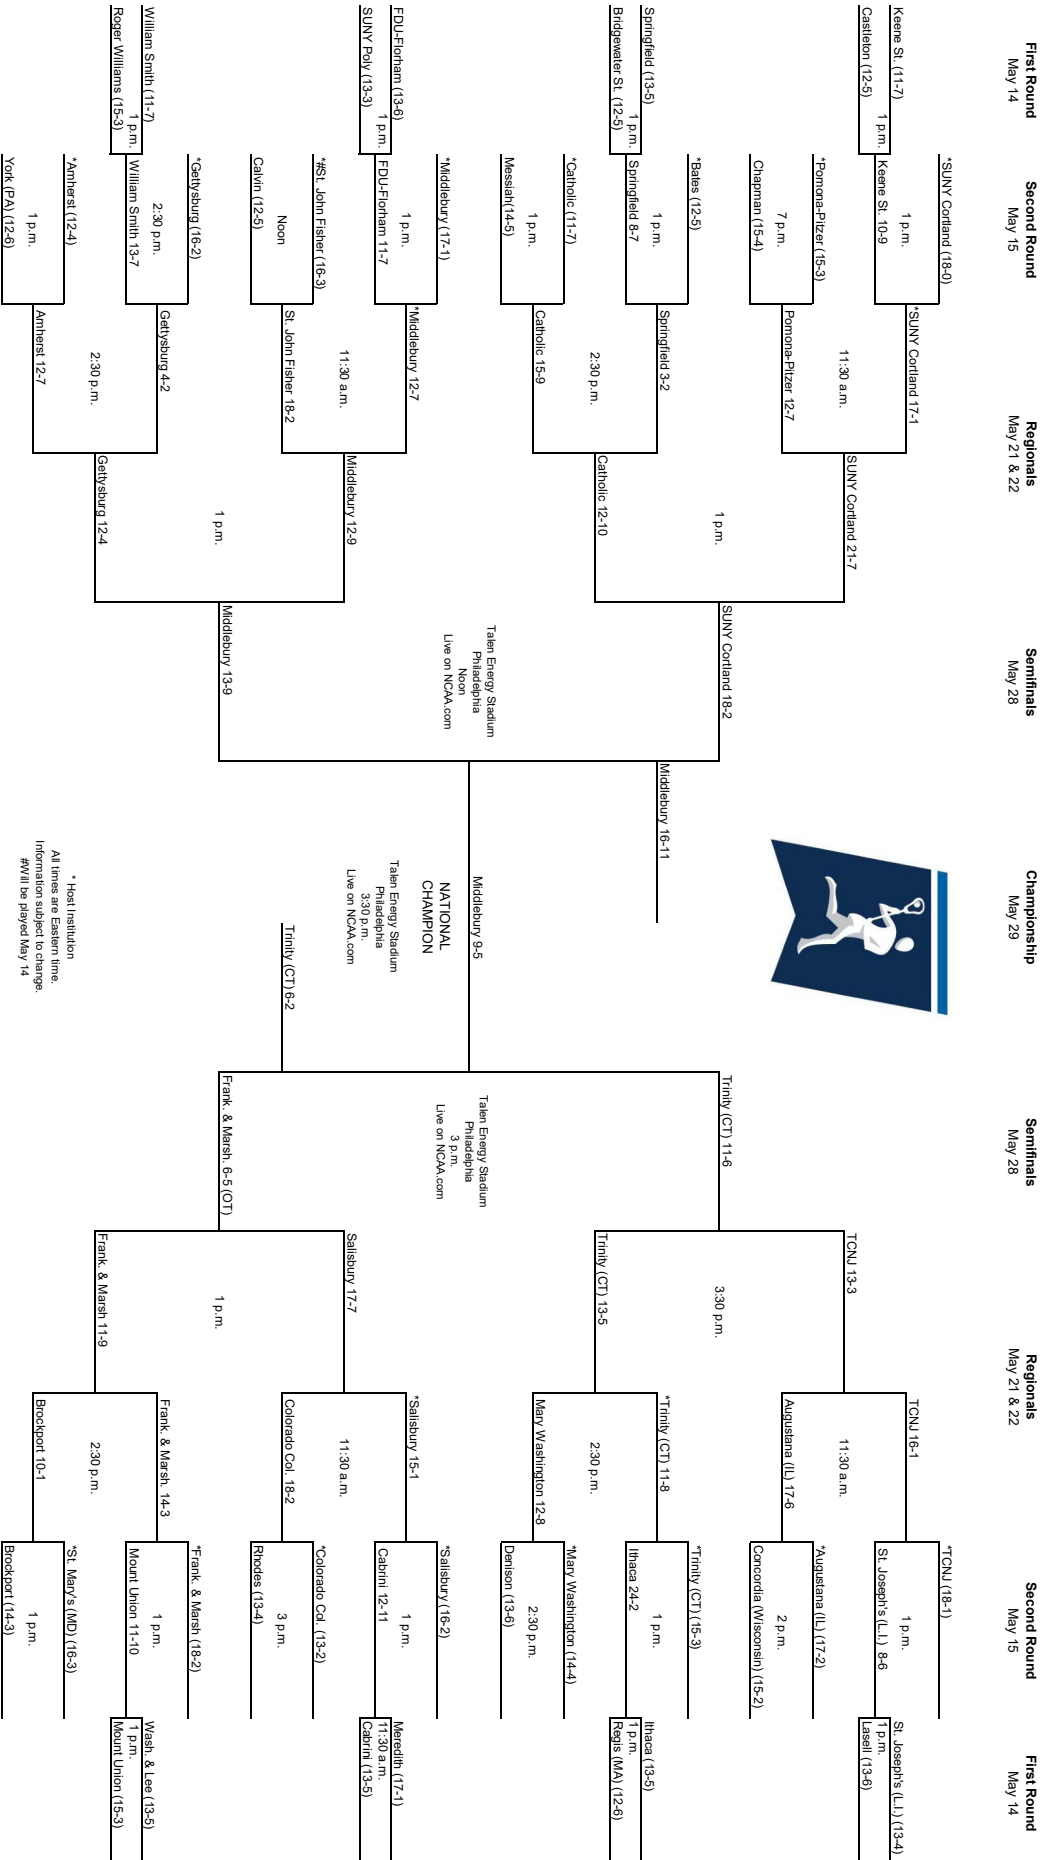 First Round
May 14
Second Round
May 15
Regionals
May 21 & 22
Semifinals
May 28
Championship
May 29
Semifinals
May 28
Regionals
May 21 & 22
Second Round
May 15
First Round
May 14
Keene St. (11-7)
1 p.m.
Castleton (12-5)
Springfield (13-5)
1 p.m.
Bridgewater St. (12-5)
FDU-Florham (13-6)
1 p.m.
SUNY Poly (13-3)
William Smith (11-7)
1 p.m.
Roger Williams (15-3)
*SUNY Cortland (18-0)
1 p.m.
Keene St. 10-9
*Pomona-Pitzer (15-3)
7 p.m.
Chapman (15-4)
*Bates (12-5)
1 p.m.
Springfield 8-7
*Catholic (11-7)
1 p.m.
Messiah(14-5)
*Middlebury (17-1)
1 p.m.
FDU-Florham 11-7
*#St. John Fisher (16-3)
Noon
Calvin (12-5)
*Gettysburg (16-2)
2:30 p.m.
William Smith 13-7
*Amherst (12-4)
1 p.m.
York (PA) (12-6)
*SUNY Cortland 17-1
11:30 a.m.
Pomona-Pitzer 12-7
Springfield 3-2
2:30 p.m.
Catholic 15-9
*Middlebury 12-7
11:30 a.m.
St. John Fisher 18-2
Gettysburg 4-2
2:30 p.m.
Amherst 12-7
SUNY Cortland 21-7
1 p.m.
Catholic 12-10
Middlebury 12-9
1 p.m.
Gettysburg 12-4
SUNY Cortland 18-2
Talen Energy Stadium
Philadelphia
Noon
Live on NCAA.com
Middlebury 13-9
Middlebury 16-11
Middlebury 9-5
NATIONAL
CHAMPION
Talen Energy Stadium
Philadelphia
3:30 p.m.
Live on NCAA.com
Trinity (CT) 6-2
* Host Institution
All times are Eastern time.
Information subject to change.
#Will be played May 14
Trinity (CT) 11-6
Talen Energy Stadium
Philadelphia
3 p.m.
Live on NCAA.com
Frank. & Marsh. 6-5 (OT)
TCNJ 13-3
3:30 p.m.
Trinity (CT) 13-5
Salisbury 17-7
1 p.m.
Frank. & Marsh 11-9
TCNJ 16-1
11:30 a.m.
Augustana (IL) 17-6
*Trinity (CT) 11-8
2:30 p.m.
Mary Washington 12-8
*Salisbury 15-1
11:30 a.m.
Colorado Col. 18-2
Frank. & Marsh. 14-3
2:30 p.m.
Brockport 10-1
*TCNJ (18-1)
1 p.m.
St. Joseph's (L.I.) 8-6
*Augustana (IL) (17-2)
2 p.m.
Concordia (Wisconsin) (15-2)
*Trinity (CT) (15-3)
1 p.m.
Ithaca 24-2
*Mary Washington (14-4)
2:30 p.m.
Denison (13-6)
*Salisbury (16-2)
1 p.m.
Cabrini 12-11
*Colorado Col. (13-2)
3 p.m.
Rhodes (13-4)
*Frank. & Marsh (18-2)
1 p.m.
Mount Union 11-10
*St. Mary's (MD) (16-3)
1 p.m.
Brockport (14-3)
St. Joseph's (L.I.) (13-4)
1 p.m.
Lasell (13-6)
Ithaca (13-5)
1 p.m.
Regis (MA) (12-6)
Meredith (17-1)
11:30 a.m.
Cabrini (13-5)
Wash. & Lee (13-5)
1 p.m.
Mount Union (15-3)